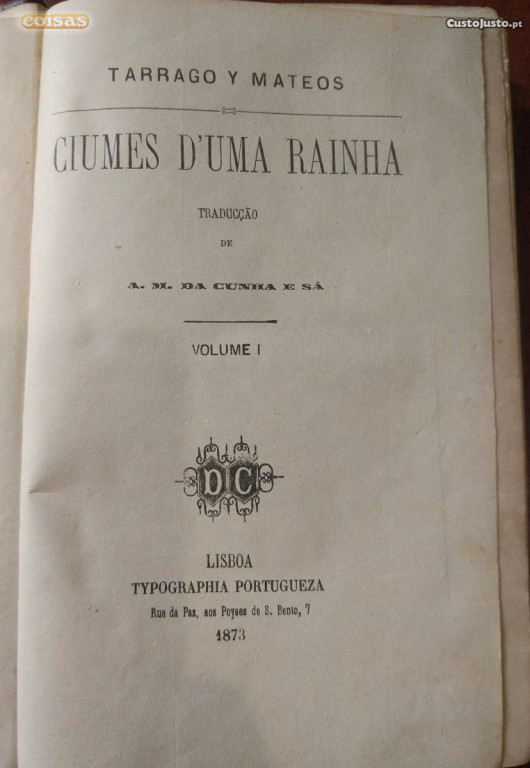 coisas
CustoJusto.pt
TARRAGO Y MATEOS
CIUMES D'UMA RAINHA
TRADUCÇÃO
DE
A. M. DA CUNHA E SÁ
VOLUME I
DC
LISBOA
TYPOGRAPHIA PORTUGUEZA
Rua da Paz, aos Poyaes de S. Bento, 7
1873